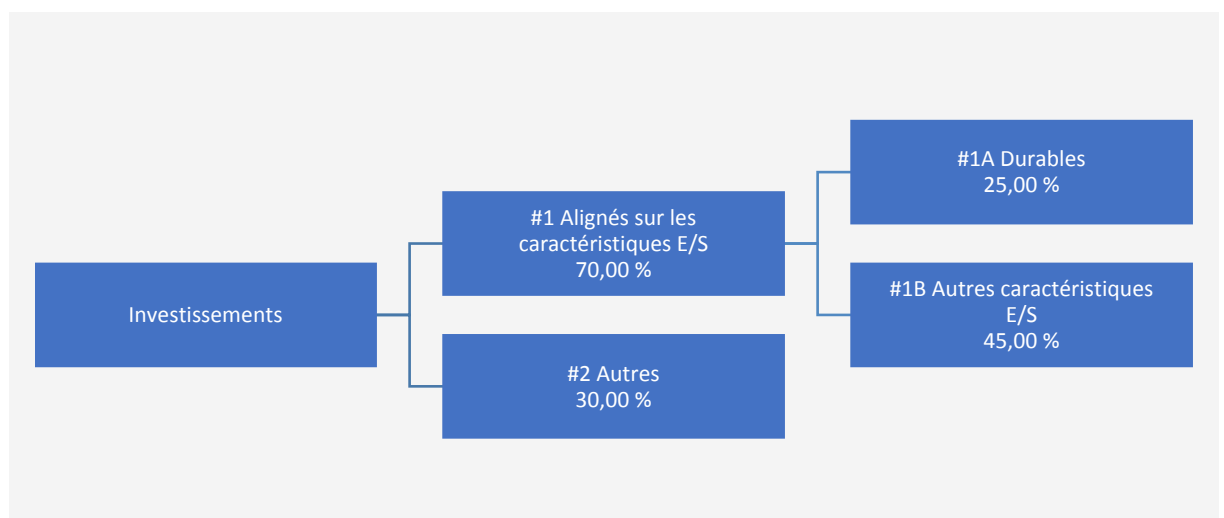 Investissements
#1 Alignés sur les
caractéristiques E/S
70,00 %
#2 Autres
30,00 %
#1A Durables
25,00 %
#1B Autres caractéristiques
E/S
45,00 %